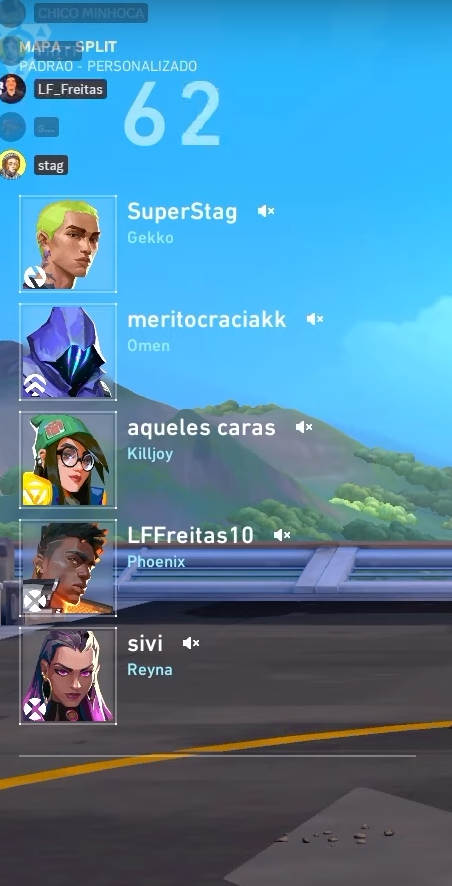 CHICO MINHOCA
MAPA - SPLIT
PADRÃO - PERSONALIZADO
LF_Freitas
62
s...
stag
SuperStag
Gekko
meritocraciakk
Omen
aqueles caras
Killjoy
LFFreitas10
Phoenix
sivi
Reyna